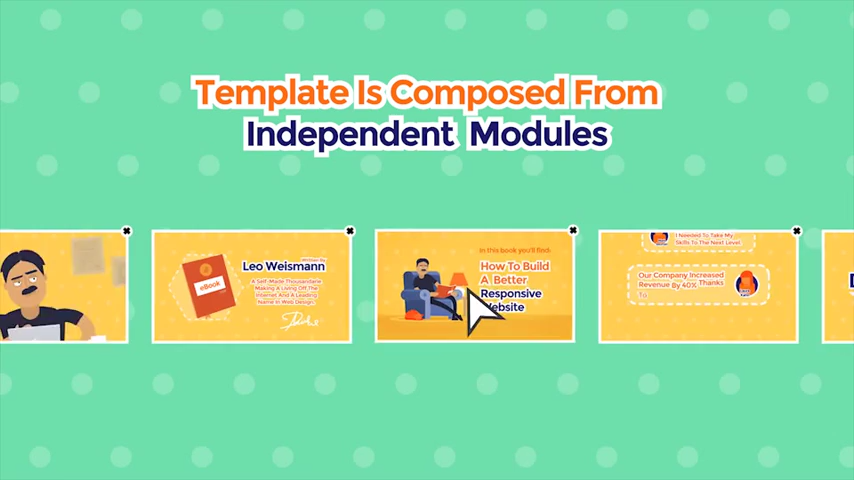 Template Is Composed From
Independent Modules
eBook
Written By
Leo Weismann
A Self-Made Thousandaire
Making A Living Off The
Internet And A Leading
Name In Web Design.
In this book you'll find:
How To Build
A Better
Responsive
Website
I Needed To Take My
Skills To The Next Level
Our Company Increased
Revenue By 40% Thanks
To